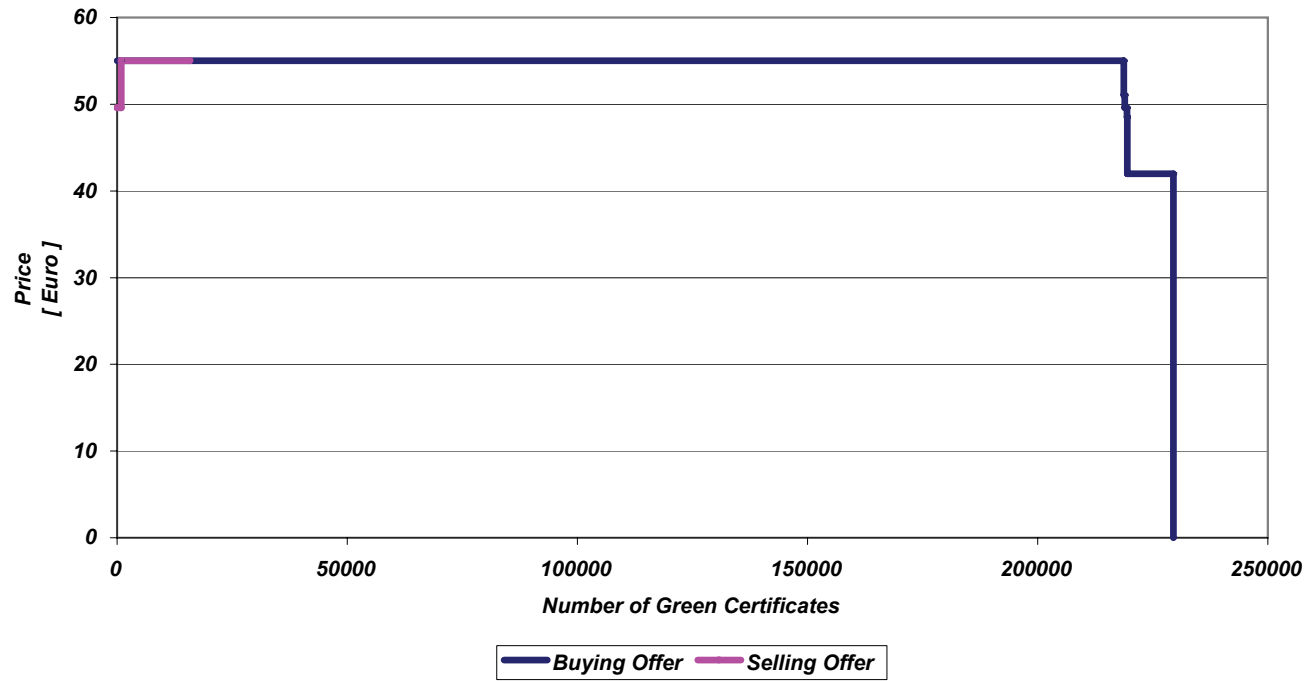 60
50
40
30
20
10
0
Price
[ Euro ]
0 50000 100000 150000 200000 250000
Number of Green Certificates
Buying Offer Selling Offer